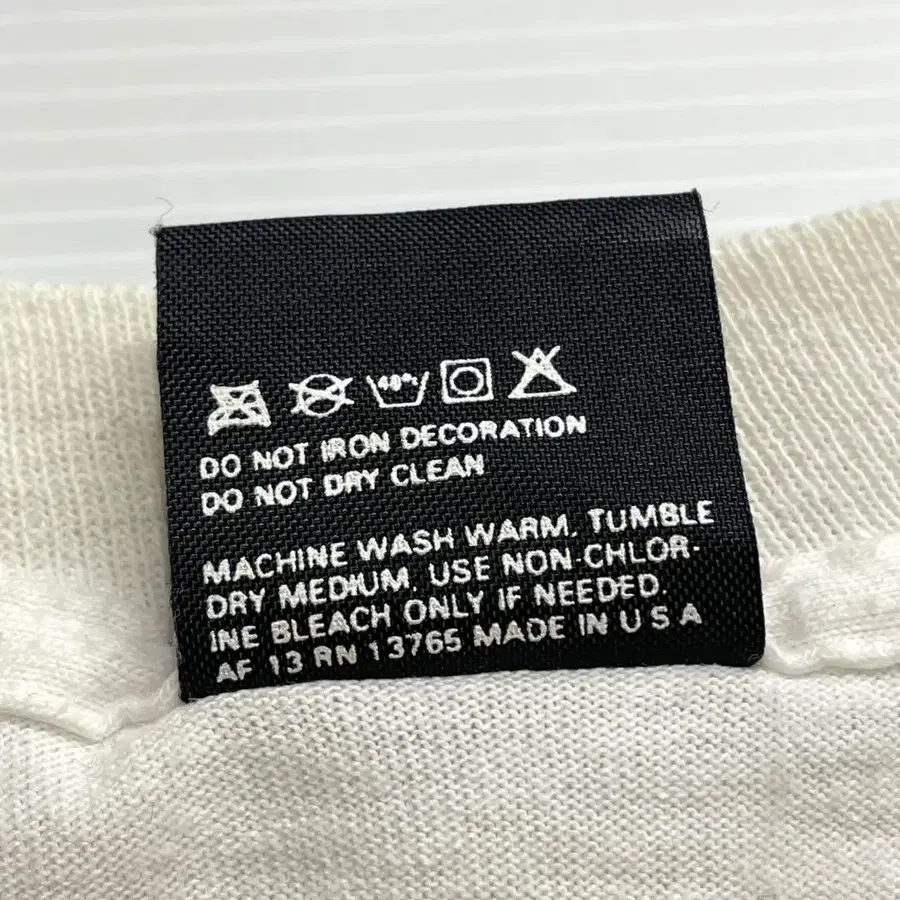 40°C
DO NOT IRON DECORATION
DO NOT DRY CLEAN
MACHINE WASH WARM, TUMBLE
DRY MEDIUM, USE NON-CHLOR-
INE BLEACH ONLY IF NEEDED.
AF 13 RN 13765 MADE IN U S A